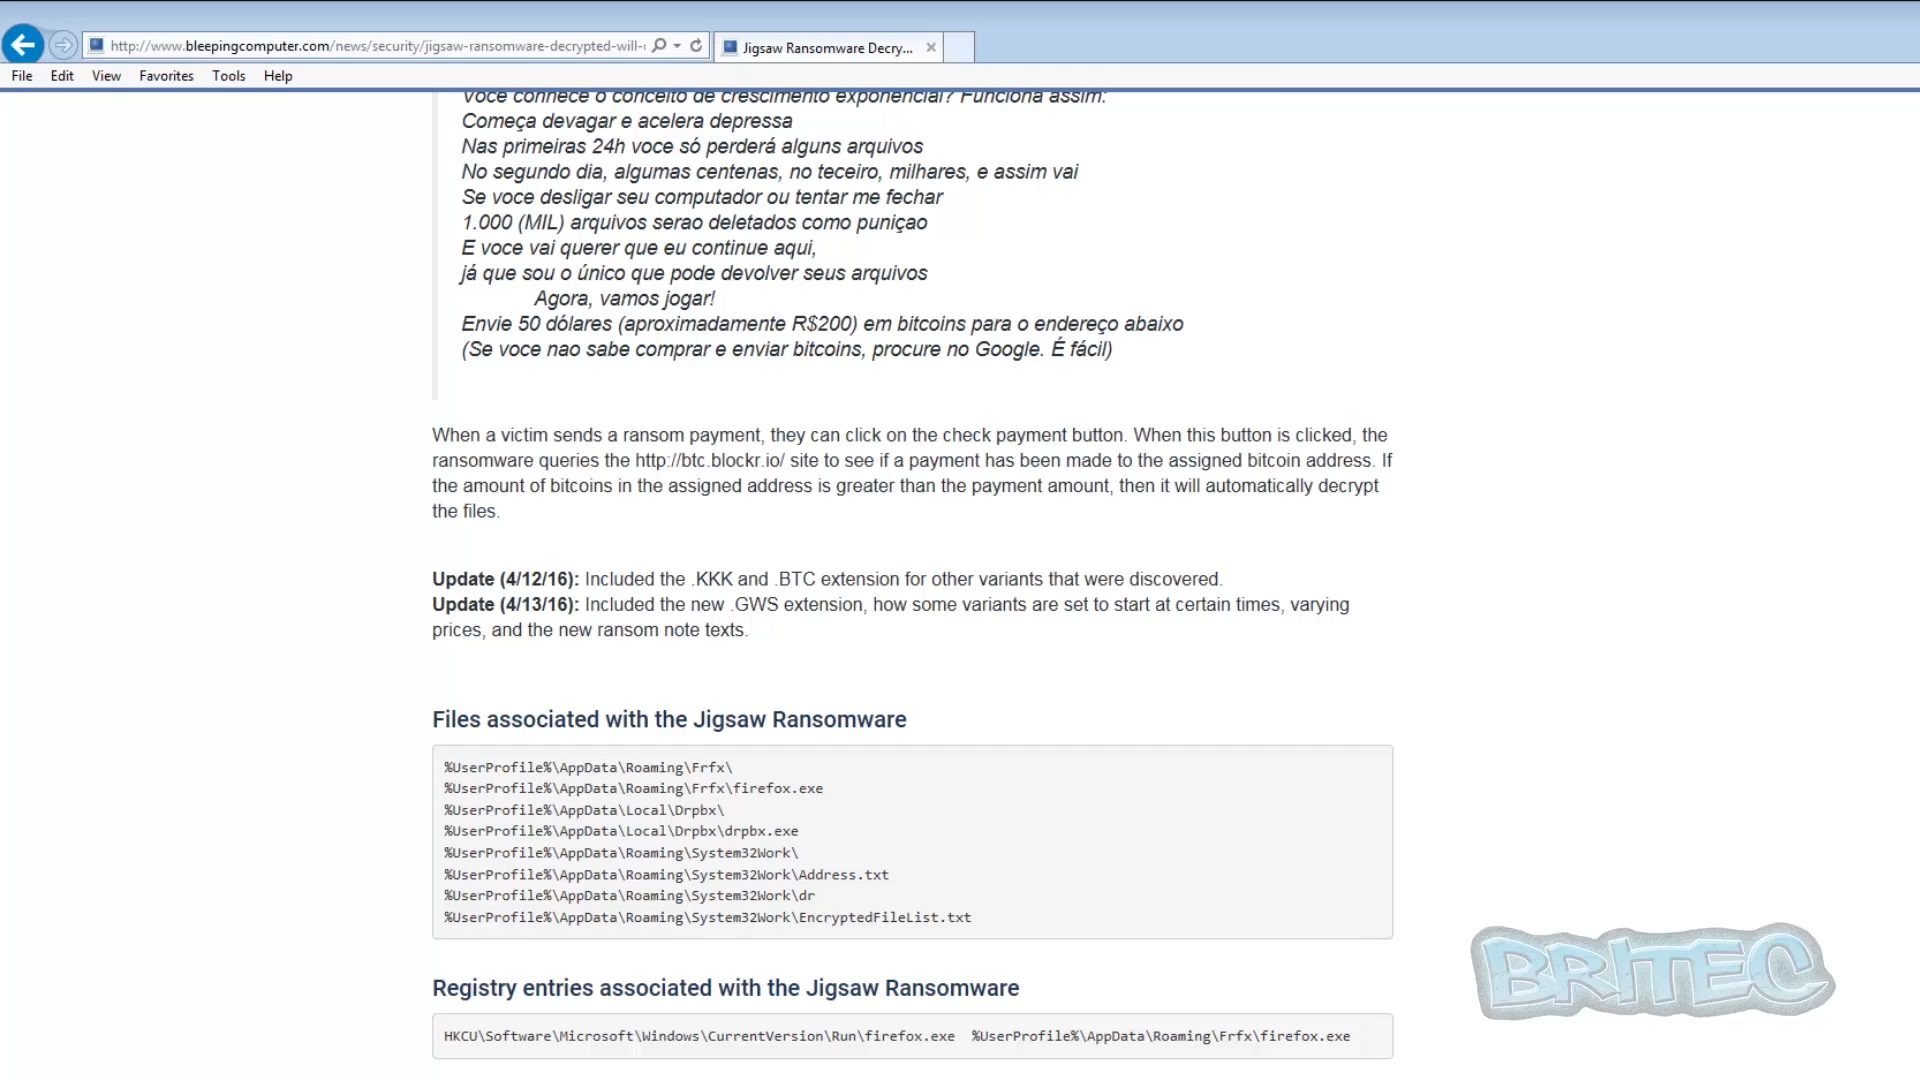 http://www.bleepingcomputer.com/news/security/jigsaw-ransomware-decrypted-will-
Jigsaw Ransomware Decry...
File Edit View Favorites Tools Help
Voce conhece o conceito de crescimento exponencial? Funciona assim:
Começa devagar e acelera depressa
Nas primeiras 24h voce só perderá alguns arquivos
No segundo dia, algumas centenas, no teceiro, milhares, e assim vai
Se voce desligar seu computador ou tentar me fechar
1.000 (MIL) arquivos serao deletados como puniçao
E voce vai querer que eu continue aqui,
já que sou o único que pode devolver seus arquivos
Agora, vamos jogar!
Envie 50 dólares (aproximadamente R$200) em bitcoins para o endereço abaixo
(Se voce nao sabe comprar e enviar bitcoins, procure no Google. É fácil)
When a victim sends a ransom payment, they can click on the check payment button. When this button is clicked, the
ransomware queries the http://btc.blockr.io/ site to see if a payment has been made to the assigned bitcoin address. If
the amount of bitcoins in the assigned address is greater than the payment amount, then it will automatically decrypt
the files.
Update (4/12/16): Included the .KKK and .BTC extension for other variants that were discovered.
Update (4/13/16): Included the new .GWS extension, how some variants are set to start at certain times, varying
prices, and the new ransom note texts.
Files associated with the Jigsaw Ransomware
%UserProfile%\AppData\Roaming\Frfx\
%UserProfile%\AppData\Roaming\Frfx\firefox.exe
%UserProfile%\AppData\Local\Drpbx\
%UserProfile%\AppData\Local\Drpbx\drpbx.exe
%UserProfile%\AppData\Roaming\System32Work\
%UserProfile%\AppData\Roaming\System32Work\Address.txt
%UserProfile%\AppData\Roaming\System32Work\dr
%UserProfile%\AppData\Roaming\System32Work\EncryptedFileList.txt
Registry entries associated with the Jigsaw Ransomware
HKCU\Software\Microsoft\Windows\CurrentVersion\Run\firefox.exe %UserProfile%\AppData\Roaming\Frfx\firefox.exe
BRITEC